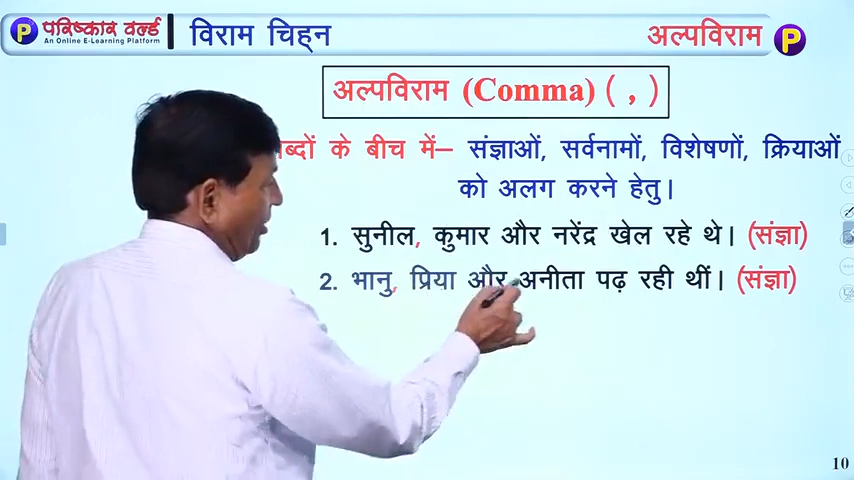 परिष्कार वर्ल्ड
An Online E-Learning Platform
विराम चिह्न
अल्पविराम
P
P
अल्पविराम (Comma) ( , )
के बीच में– संज्ञाओं, सर्वनामों, विशेषणों, क्रियाओं
को अलग करने हेतु।
1. सुनील, कुमार और नरेंद्र खेल रहे थे। (संज्ञा)
2. भानु, प्रिया और अनीता पढ़ रही थीं। (संज्ञा)
10